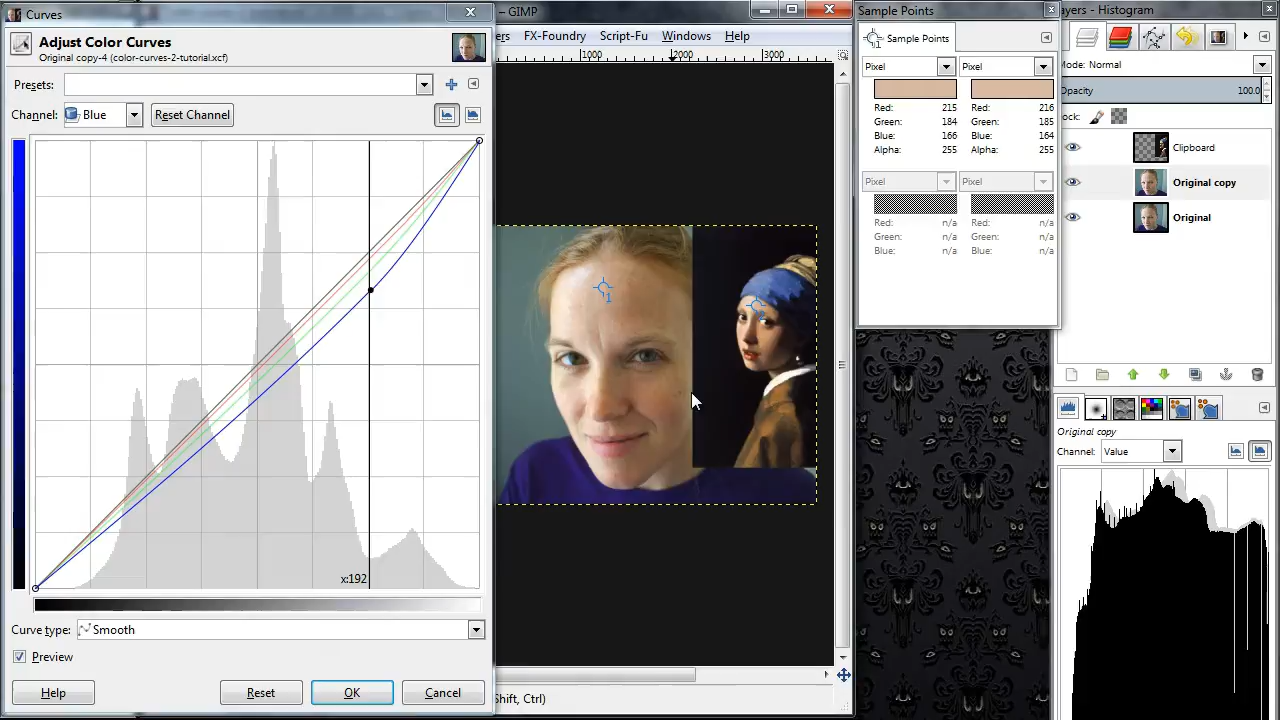 Curves
Adjust Color Curves
Original copy-4 (color-curves-2-tutorial.xcf)
Presets:
Channel: Blue Reset Channel
x:192
Curve type: Smooth
Preview
Help Reset OK Cancel
– GIMP
ers FX-Foundry Script-Fu Windows Help
1000 2000 3000
1
2
Shift, Ctrl)
Sample Points
Sample Points
Pixel Pixel
Red: 215 Red: 216
Green: 184 Green: 185
Blue: 166 Blue: 164
Alpha: 255 Alpha: 255
Pixel Pixel
Red: n/a Red: n/a
Green: n/a Green: n/a
Blue: n/a Blue: n/a
ayers - Histogram
Mode: Normal
Opacity 100.0
ock:
Clipboard
Original copy
Original
Original copy
Channel: Value